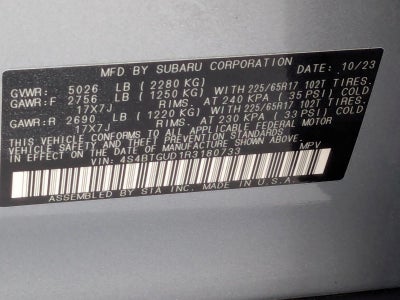 MFD BY SUBARU CORPORATION DATE: 10/23
GVWR: 5026 LB (2280 KG)
GAWR:F 2756 LB (1250 KG) WITH 225/65R17 102T TIRES.
17X7J RIMS. AT 240 KPA (35 PSI) COLD
GAWR:R 2690 LB (1220 KG) WITH 225/65R17 102T TIRES.
17X7J RIMS. AT 230 KPA (33 PSI) COLD
THIS VEHICLE CONFORMS TO ALL APPLICABLE FEDERAL MOTOR
VEHICLE SAFETY AND THEFT PREVENTION STANDARDS
IN EFFECT ON THE DATE OF MANUFACTURE SHOWN ABOVE.
VIN: 4S4BTGUD1R3180733 MPV
ASSEMBLED BY SIA INC. MADE IN U.S.A.